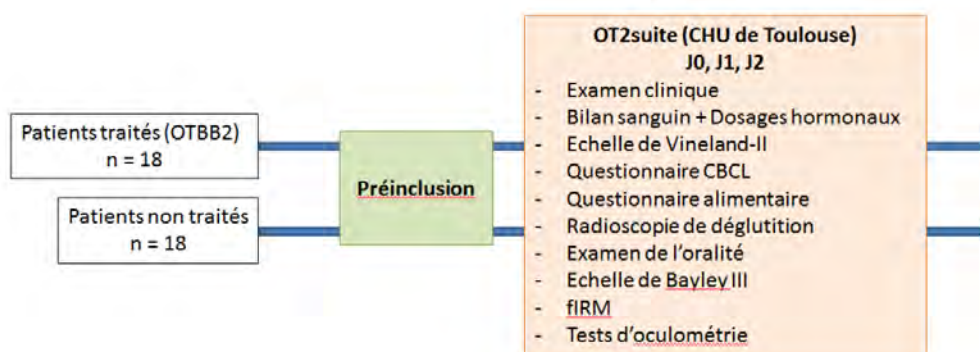 Patients traités (OTBB2)
n = 18
Patients non traités
n = 18
Préinclusion
OT2suite (CHU de Toulouse)
J0, J1, J2
- Examen clinique
- Bilan sanguin + Dosages hormonaux
- Echelle de Vineland-II
- Questionnaire CBCL
- Questionnaire alimentaire
- Radioscopie de déglutition
- Examen de l'oralité
- Echelle de Bayley III
- fIRM
- Tests d'oculométrie